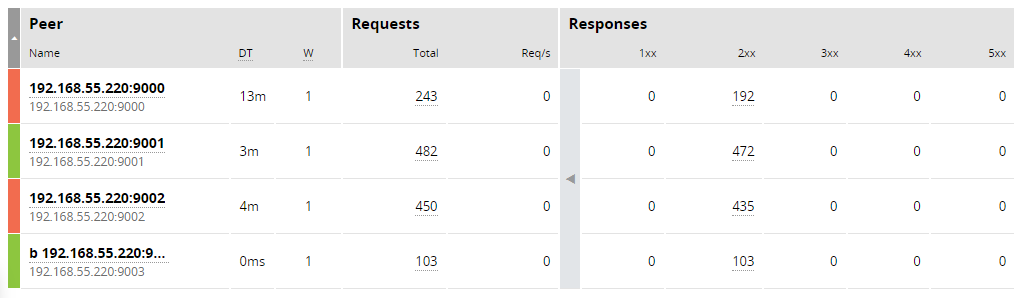 Peer Requests Responses
Name DT W Total Req/s 1xx 2xx 3xx 4xx 5xx
192.168.55.220:9000
192.168.55.220:9000 13m 1 243 0 0 192 0 0 0
192.168.55.220:9001
192.168.55.220:9001 3m 1 482 0 0 472 0 0 0
192.168.55.220:9002
192.168.55.220:9002 4m 1 450 0 0 435 0 0 0
b 192.168.55.220:9...
192.168.55.220:9003 0ms 1 103 0 0 103 0 0 0